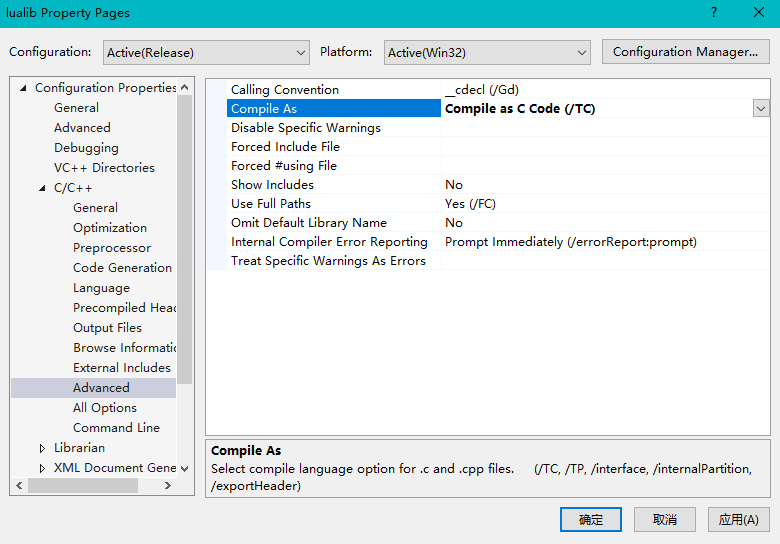 lualib Property Pages
Configuration: Active(Release) Platform: Active(Win32) Configuration Manager...
Configuration Properties
General
Advanced
Debugging
VC++ Directories
C/C++
General
Optimization
Preprocessor
Code Generation
Language
Precompiled Head
Output Files
Browse Informatic
External Includes
Advanced
All Options
Command Line
Librarian
XML Document Gene
Calling Convention __cdecl (/Gd)
Compile As Compile as C Code (/TC)
Disable Specific Warnings
Forced Include File
Forced #using File
Show Includes No
Use Full Paths Yes (/FC)
Omit Default Library Name No
Internal Compiler Error Reporting Prompt Immediately (/errorReport:prompt)
Treat Specific Warnings As Errors
Compile As
Select compile language option for .c and .cpp files. (/TC, /TP, /interface, /internalPartition,
/exportHeader)
确定 取消 应用(A)